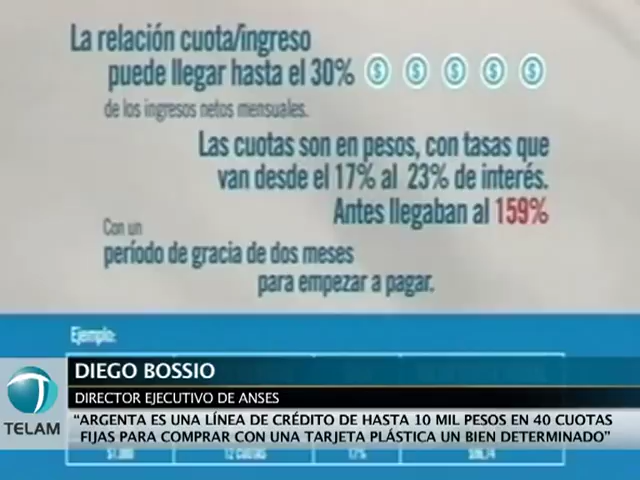 La relación cuota/ingreso
puede llegar hasta el 30%
de los ingresos netos mensuales.
Las cuotas son en pesos, con tasas que
van desde el 17% al 23% de interés.
Antes llegaban al 159%
Con un
período de gracia de dos meses
para empezar a pagar.
Ejemplo:
DIEGO BOSSIO
DIRECTOR EJECUTIVO DE ANSES
TELAM
“ARGENTA ES UNA LÍNEA DE CRÉDITO DE HASTA 10 MIL PESOS EN 40 CUOTAS
FIJAS PARA COMPRAR CON UNA TARJETA PLÁSTICA UN BIEN DETERMINADO”
12 CUOTAS 17%